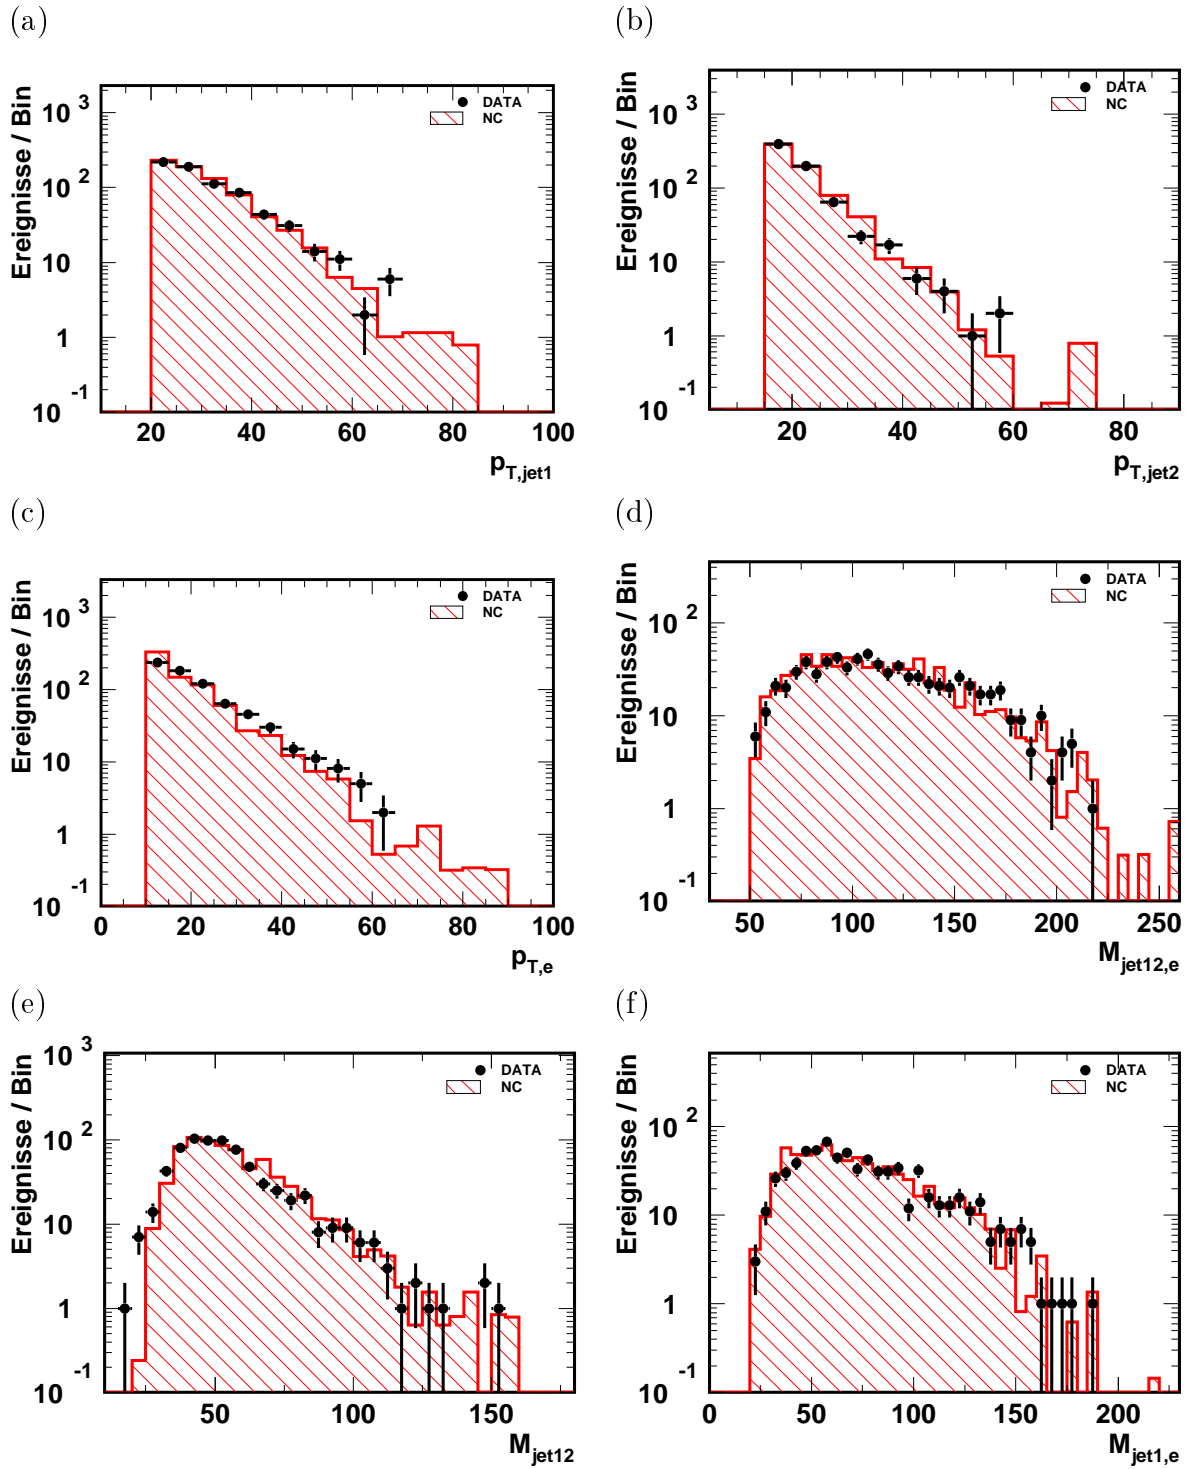 (a)
Ereignisse / Bin
10 3
10 2
10
1
10 -1
DATA
NC
20 40 60 80 100
pT,jet1
(b)
Ereignisse / Bin
10 3
10 2
10
1
10 -1
DATA
NC
20 40 60 80
pT,jet2
(c)
Ereignisse / Bin
10 3
10 2
10
1
10 -1
DATA
NC
0 20 40 60 80 100
pT,e
(d)
Ereignisse / Bin
10 2
10
1
10 -1
DATA
NC
50 100 150 200 250
Mjet12,e
(e)
Ereignisse / Bin
10 3
10 2
10
1
10 -1
DATA
NC
50 100 150
Mjet12
(f)
Ereignisse / Bin
10 2
10
1
10 -1
DATA
NC
0 50 100 150 200
Mjet1,e